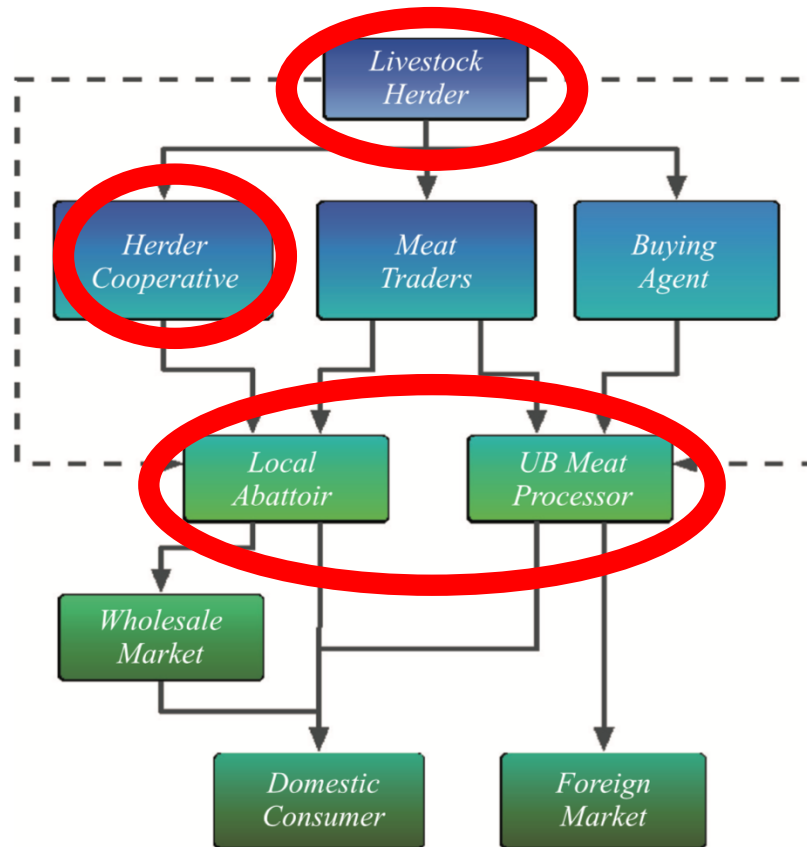 Livestock
Herder
Herder
Cooperative
Meat
Traders
Buying
Agent
Local
Abattoir
UB Meat
Processor
Wholesale
Market
Domestic
Consumer
Foreign
Market